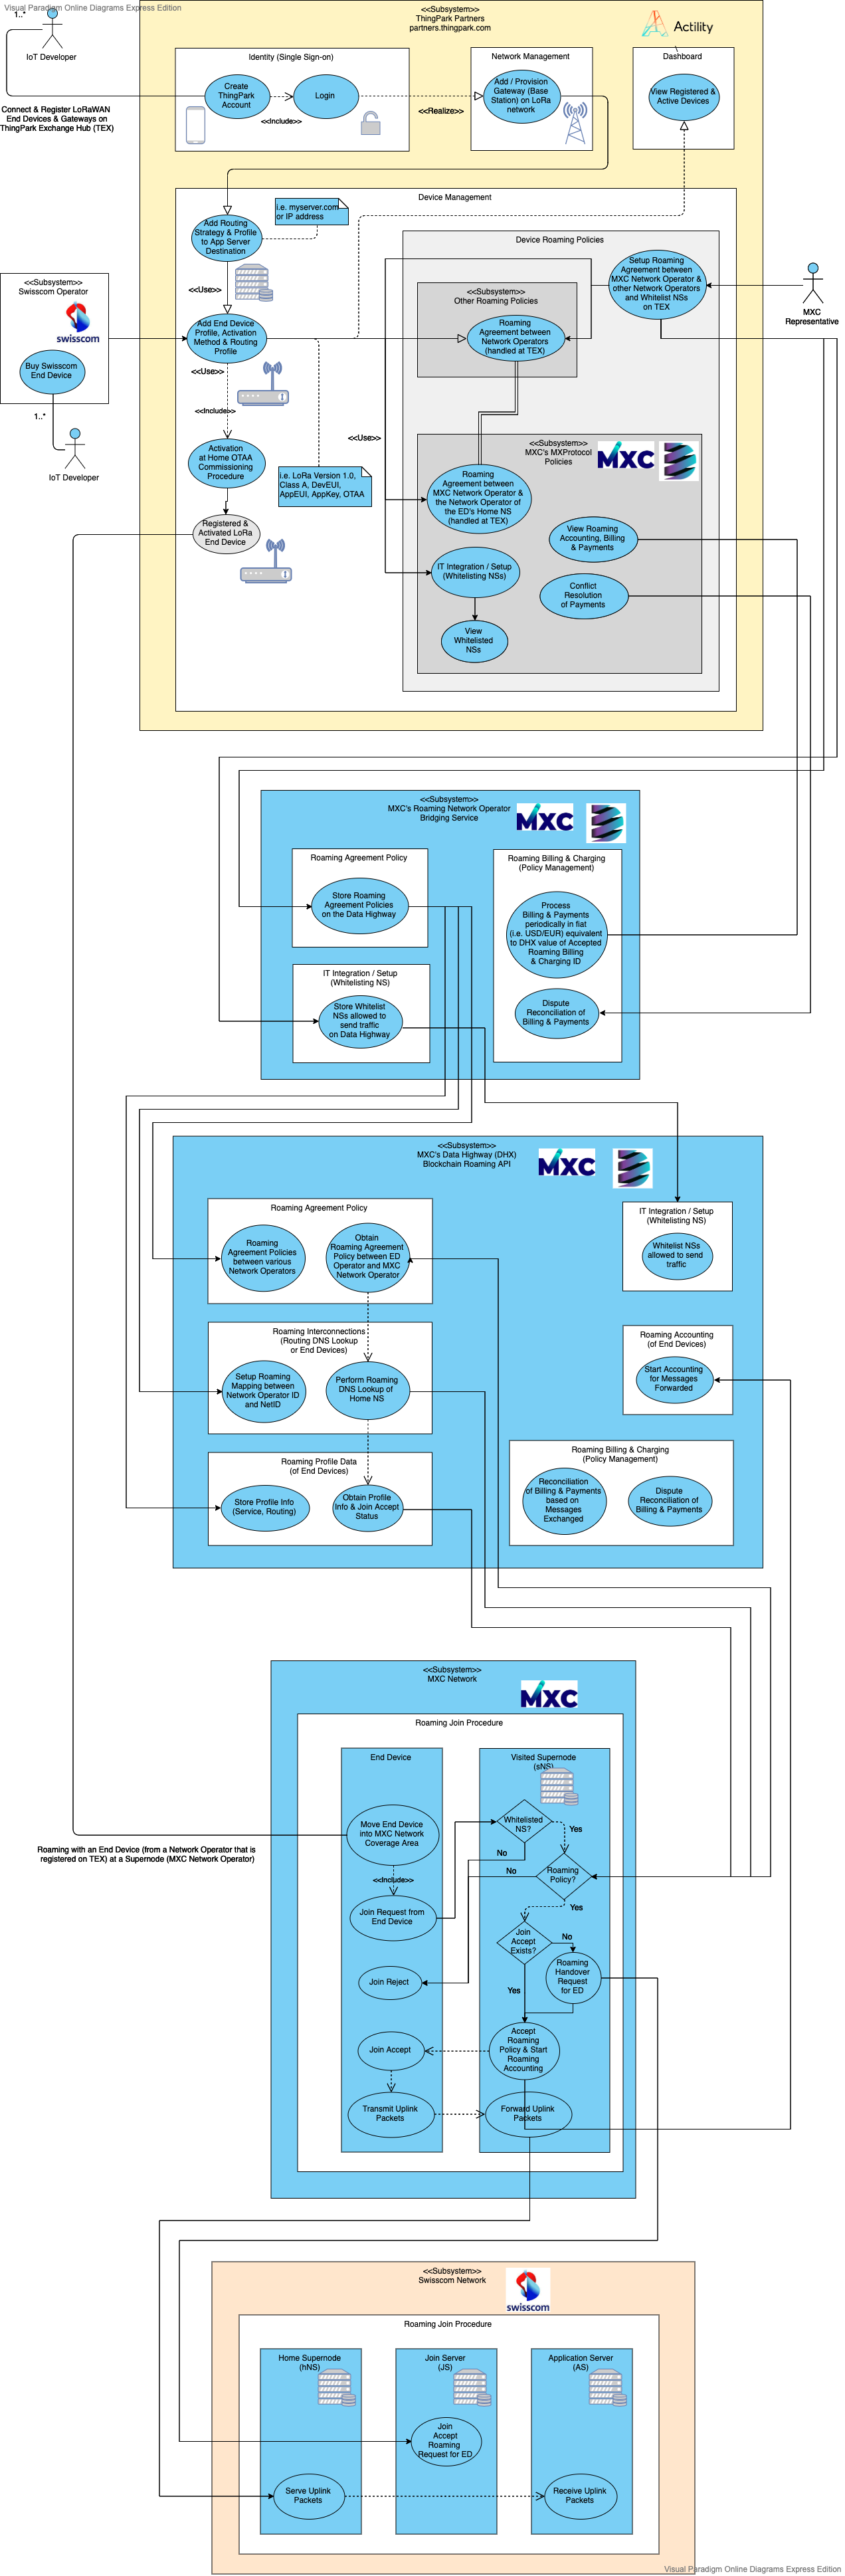 Visual Paradigm Online Diagrams Express Edition
1..*
IoT Developer
Connect & Register LoRaWAN
End Devices & Gateways on
ThingPark Exchange Hub (TEX)
<<Subsystem>>
ThingPark Partners
partners.thingpark.com
Actility
Identity (Single Sign-on)
Create
ThingPark
Account
<<Include>>
Login
<<Realize>>
Network Management
Add / Provision
Gateway (Base
Station) on LoRa
network
Dashboard
View Registered &
Active Devices
Device Management
Add Routing
Strategy & Profile
to App Server
Destination
i.e. myserver.com
or IP address
<<Use>>
<<Subsystem>>
Swisscom Operator
swisscom
Buy Swisscom
End Device
1..*
IoT Developer
Add End Device
Profile, Activation
Method & Routing
Profile
<<Use>>
<<Include>>
Activation
at Home OTAA
Commissioning
Procedure
i.e. LoRa Version 1.0,
Class A, DevEUI,
AppEUI, AppKey, OTAA
Registered &
Activated LoRa
End Device
<<Use>>
Device Roaming Policies
Setup Roaming
Agreement between
MXC Network Operator &
other Network Operators
and Whitelist NSs
on TEX
MXC
Representative
<<Subsystem>>
Other Roaming Policies
Roaming
Agreement between
Network Operators
(handled at TEX)
<<Subsystem>>
MXC's MXProtocol
Policies
MXC
Roaming
Agreement between
MXC Network Operator &
the Network Operator of
the ED's Home NS
(handled at TEX)
View Roaming
Accounting, Billing
& Payments
IT Integration / Setup
(Whitelisting NSs)
Conflict
Resolution
of Payments
View
Whitelisted
NSs
<<Subsystem>>
MXC's Roaming Network Operator
Bridging Service
MXC
Roaming Agreement Policy
Store Roaming
Agreement Policies
on the Data Highway
Roaming Billing & Charging
(Policy Management)
Process
Billing & Payments
periodically in fiat
(i.e. USD/EUR) equivalent
to DHX value of Accepted
Roaming Billing
& Charging ID
IT Integration / Setup
(Whitelisting NS)
Store Whitelist
NSs allowed to
send traffic
on Data Highway
Dispute
Reconciliation of
Billing & Payments
<<Subsystem>>
MXC's Data Highway (DHX)
Blockchain Roaming API
MXC
Roaming Agreement Policy
Roaming
Agreement Policies
between various
Network Operators
Obtain
Roaming Agreement
Policy between ED
Operator and MXC
Network Operator
IT Integration / Setup
(Whitelisting NS)
Whitelist NSs
allowed to send
traffic
Roaming Interconnections
(Routing DNS Lookup
or End Devices)
Setup Roaming
Mapping between
Network Operator ID
and NetID
Perform Roaming
DNS Lookup of
Home NS
Roaming Accounting
(of End Devices)
Start Accounting
for Messages
Forwarded
Roaming Profile Data
(of End Devices)
Store Profile Info
(Service, Routing)
Obtain Profile
Info & Join Accept
Status
Roaming Billing & Charging
(Policy Management)
Reconciliation
of Billing & Payments
based on
Messages
Exchanged
Dispute
Reconciliation of
Billing & Payments
<<Subsystem>>
MXC Network
MXC
Roaming Join Procedure
End Device
Visited Supernode
(sNS)
Move End Device
into MXC Network
Coverage Area
Whitelisted
NS?
Yes
No
Roaming with an End Device (from a Network Operator that is
registered on TEX) at a Supernode (MXC Network Operator)
<<Include>>
No
Roaming
Policy?
Yes
Join Request from
End Device
Join
Accept
Exists?
No
Roaming
Handover
Request
for ED
Join Reject
Yes
Join Accept
Accept
Roaming
Policy & Start
Roaming
Accounting
Transmit Uplink
Packets
Forward Uplink
Packets
<<Subsystem>>
Swisscom Network
swisscom
Roaming Join Procedure
Home Supernode
(hNS)
Join Server
(JS)
Application Server
(AS)
Join
Accept
Roaming
Request for ED
Serve Uplink
Packets
Receive Uplink
Packets
Visual Paradigm Online Diagrams Express Edition